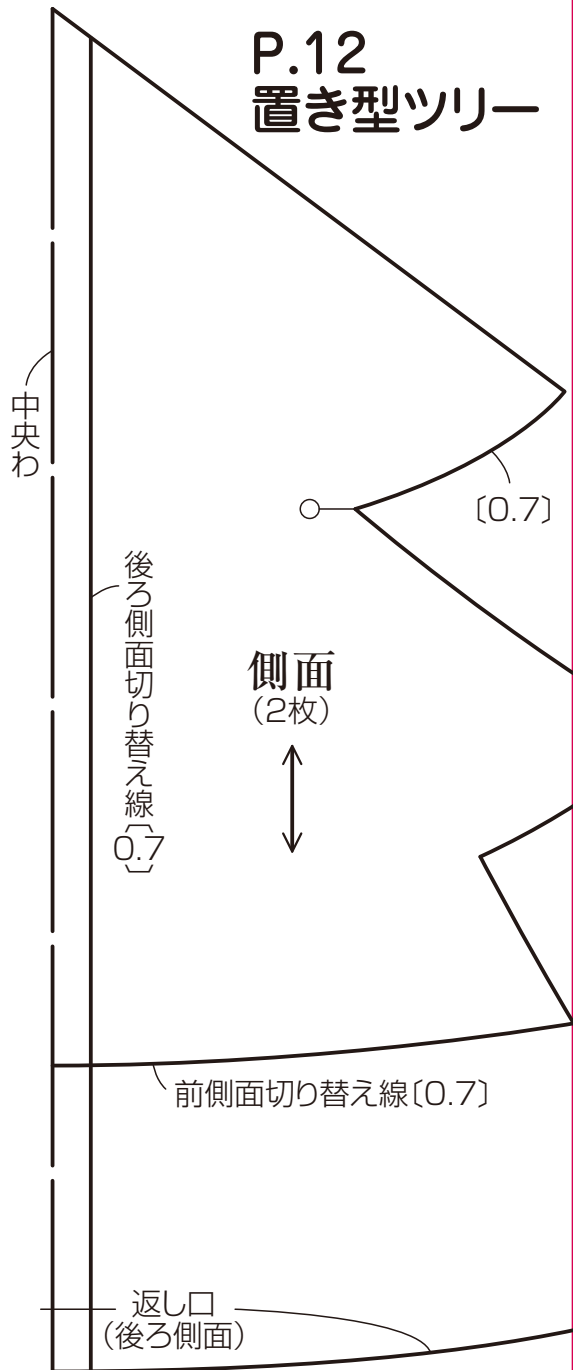 P.12
置き型ツリー
中央わ
〔0.7〕
後ろ側面切り替え線〔0.7〕
側面
（2枚）
前側面切り替え線〔0.7〕
返し口
（後ろ側面）